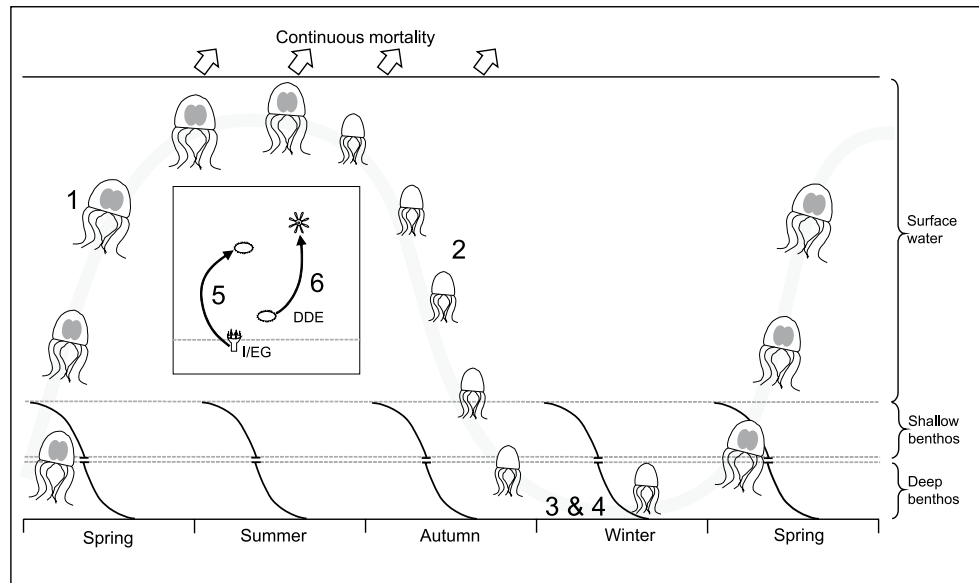 Continuous mortality
1
2
5
6
DDE
I/EG
3 & 4
Surface
water
Shallow
benthos
Deep
benthos
Spring
Summer
Autumn
Winter
Spring